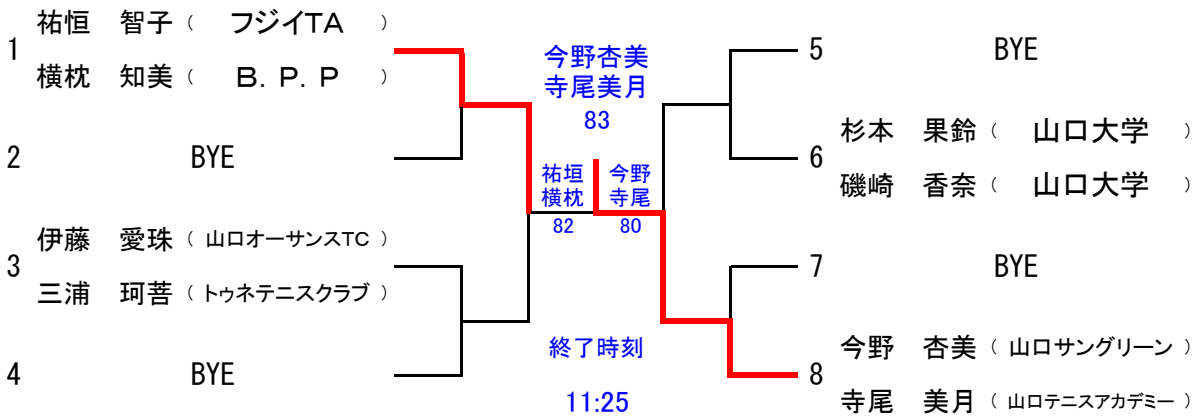 1
祐恒 智子（ フジイTA ）
横枕 知美（ B. P. P ）
2 BYE
3
伊藤 愛珠（ 山口オーサンスTC ）
三浦 珂菩（ トゥネテニスクラブ ）
4 BYE
今野杏美
寺尾美月
83
祐垣
横枕
82
今野
寺尾
80
終了時刻
11:25
5 BYE
6
杉本 果鈴（ 山口大学 ）
磯崎 香奈（ 山口大学 ）
7 BYE
8
今野 杏美（ 山口サングリーン ）
寺尾 美月（ 山口テニスアカデミー ）